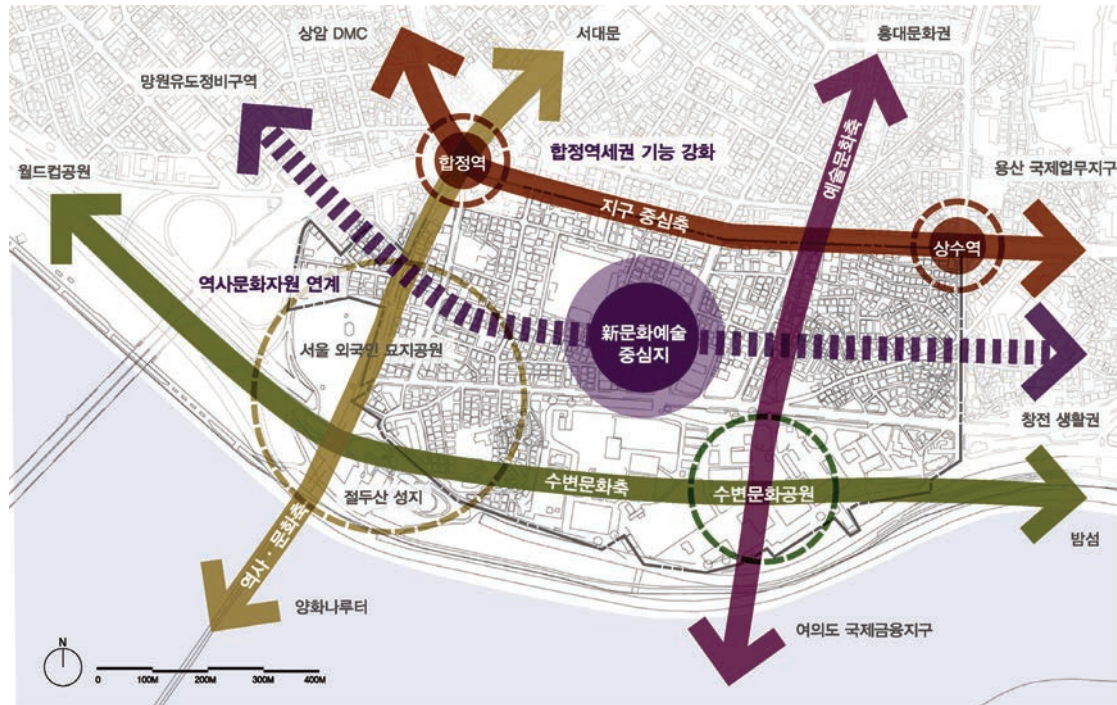 상암 DMC
서대문
홍대문화권
망원유도정비구역
합정역
합정역세권 기능 강화
예술문화축
용산 국제업무지구
월드컵공원
지구 중심축
상수역
역사문화자원 연계
新문화예술
중심지
서울 외국인 묘지공원
창전 생활권
수변문화축
수변문화공원
절두산 성지
밤섬
역사·문화축
양화나루터
여의도 국제금융지구
N
0 100M 200M 300M 400M